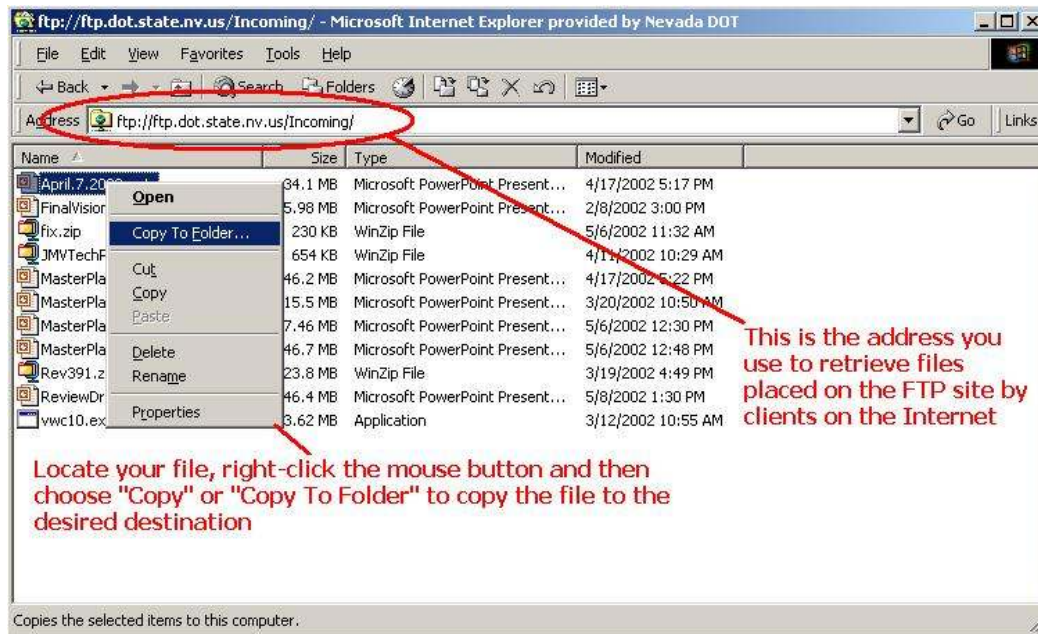 ftp://ftp.dot.state.nv.us/Incoming/ - Microsoft Internet Explorer provided by Nevada DOT
File Edit View Favorites Tools Help
Back Search Folders
Address ftp://ftp.dot.state.nv.us/Incoming/ Go Links
Name Size Type Modified
34.1 MB Microsoft PowerPoint Present... 4/17/2002 5:17 PM
FinalVision 5.98 MB Microsoft PowerPoint Present... 2/8/2002 3:00 PM
fix.zip 230 KB WinZip File 5/6/2002 11:32 AM
JMVTechF 654 KB WinZip File 4/11/2002 10:29 AM
MasterPla 46.2 MB Microsoft PowerPoint Present... 4/17/2002 5:22 PM
MasterPla 15.5 MB Microsoft PowerPoint Present... 3/20/2002 10:50 AM
MasterPla 7.46 MB Microsoft PowerPoint Present... 5/6/2002 12:30 PM
MasterPla 46.7 MB Microsoft PowerPoint Present... 5/6/2002 12:48 PM
Rev391.z 23.8 MB WinZip File 3/19/2002 4:49 PM
ReviewDr 46.4 MB Microsoft PowerPoint Present... 5/8/2002 1:30 PM
vwc10.ex 3.62 MB Application 3/12/2002 10:55 AM
Open
Copy To Folder...
Cut
Copy
Paste
Delete
Rename
Properties
This is the address you
use to retrieve files
placed on the FTP site by
clients on the Internet
Locate your file, right-click the mouse button and then
choose "Copy" or "Copy To Folder" to copy the file to the
desired destination
Copies the selected items to this computer.